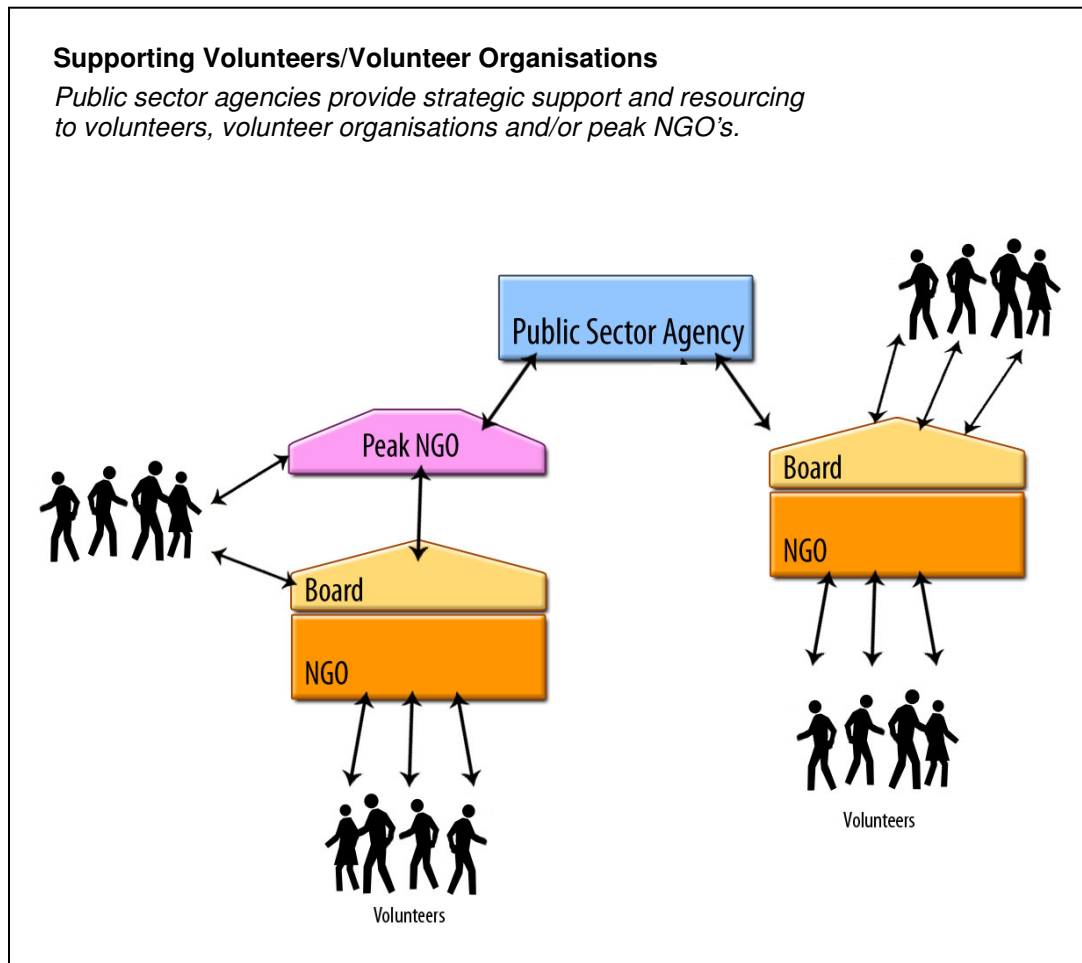 Supporting Volunteers/Volunteer Organisations
Public sector agencies provide strategic support and resourcing
to volunteers, volunteer organisations and/or peak NGO's.
Public Sector Agency
Peak NGO
Board
NGO
Board
NGO
Volunteers
Volunteers